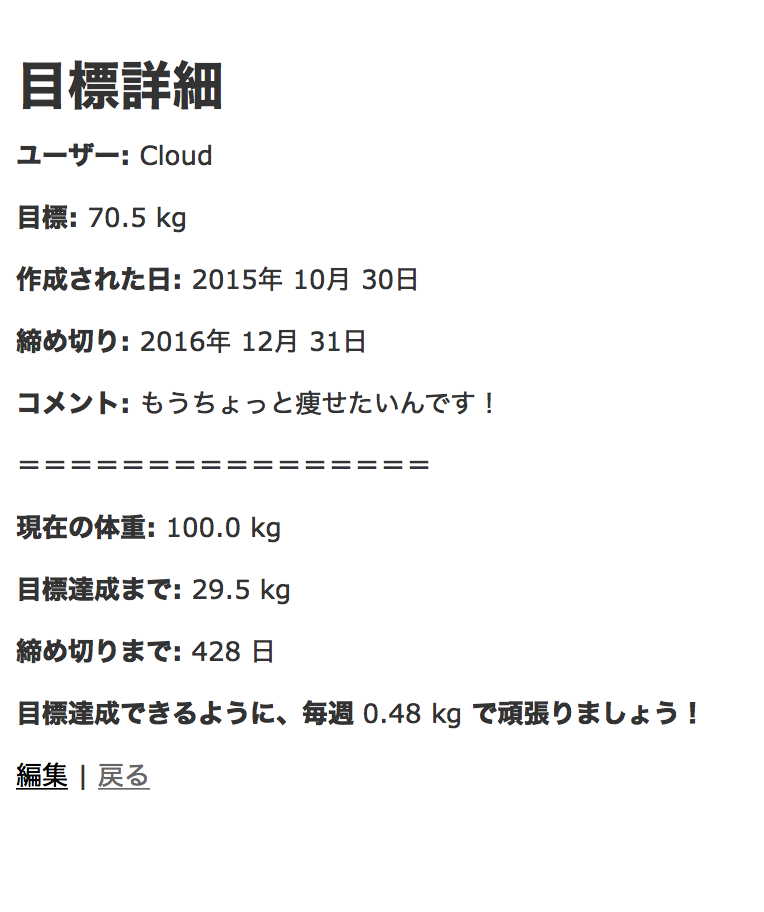 目標詳細
ユーザー: Cloud
目標: 70.5 kg
作成された日: 2015年 10月 30日
締め切り: 2016年 12月 31日
コメント: もうちょっと痩せたいんです！
＝＝＝＝＝＝＝＝＝＝＝＝＝＝＝＝
現在の体重: 100.0 kg
目標達成まで: 29.5 kg
締め切りまで: 428 日
目標達成できるように、毎週 0.48 kg で頑張りましょう！
編集 | 戻る